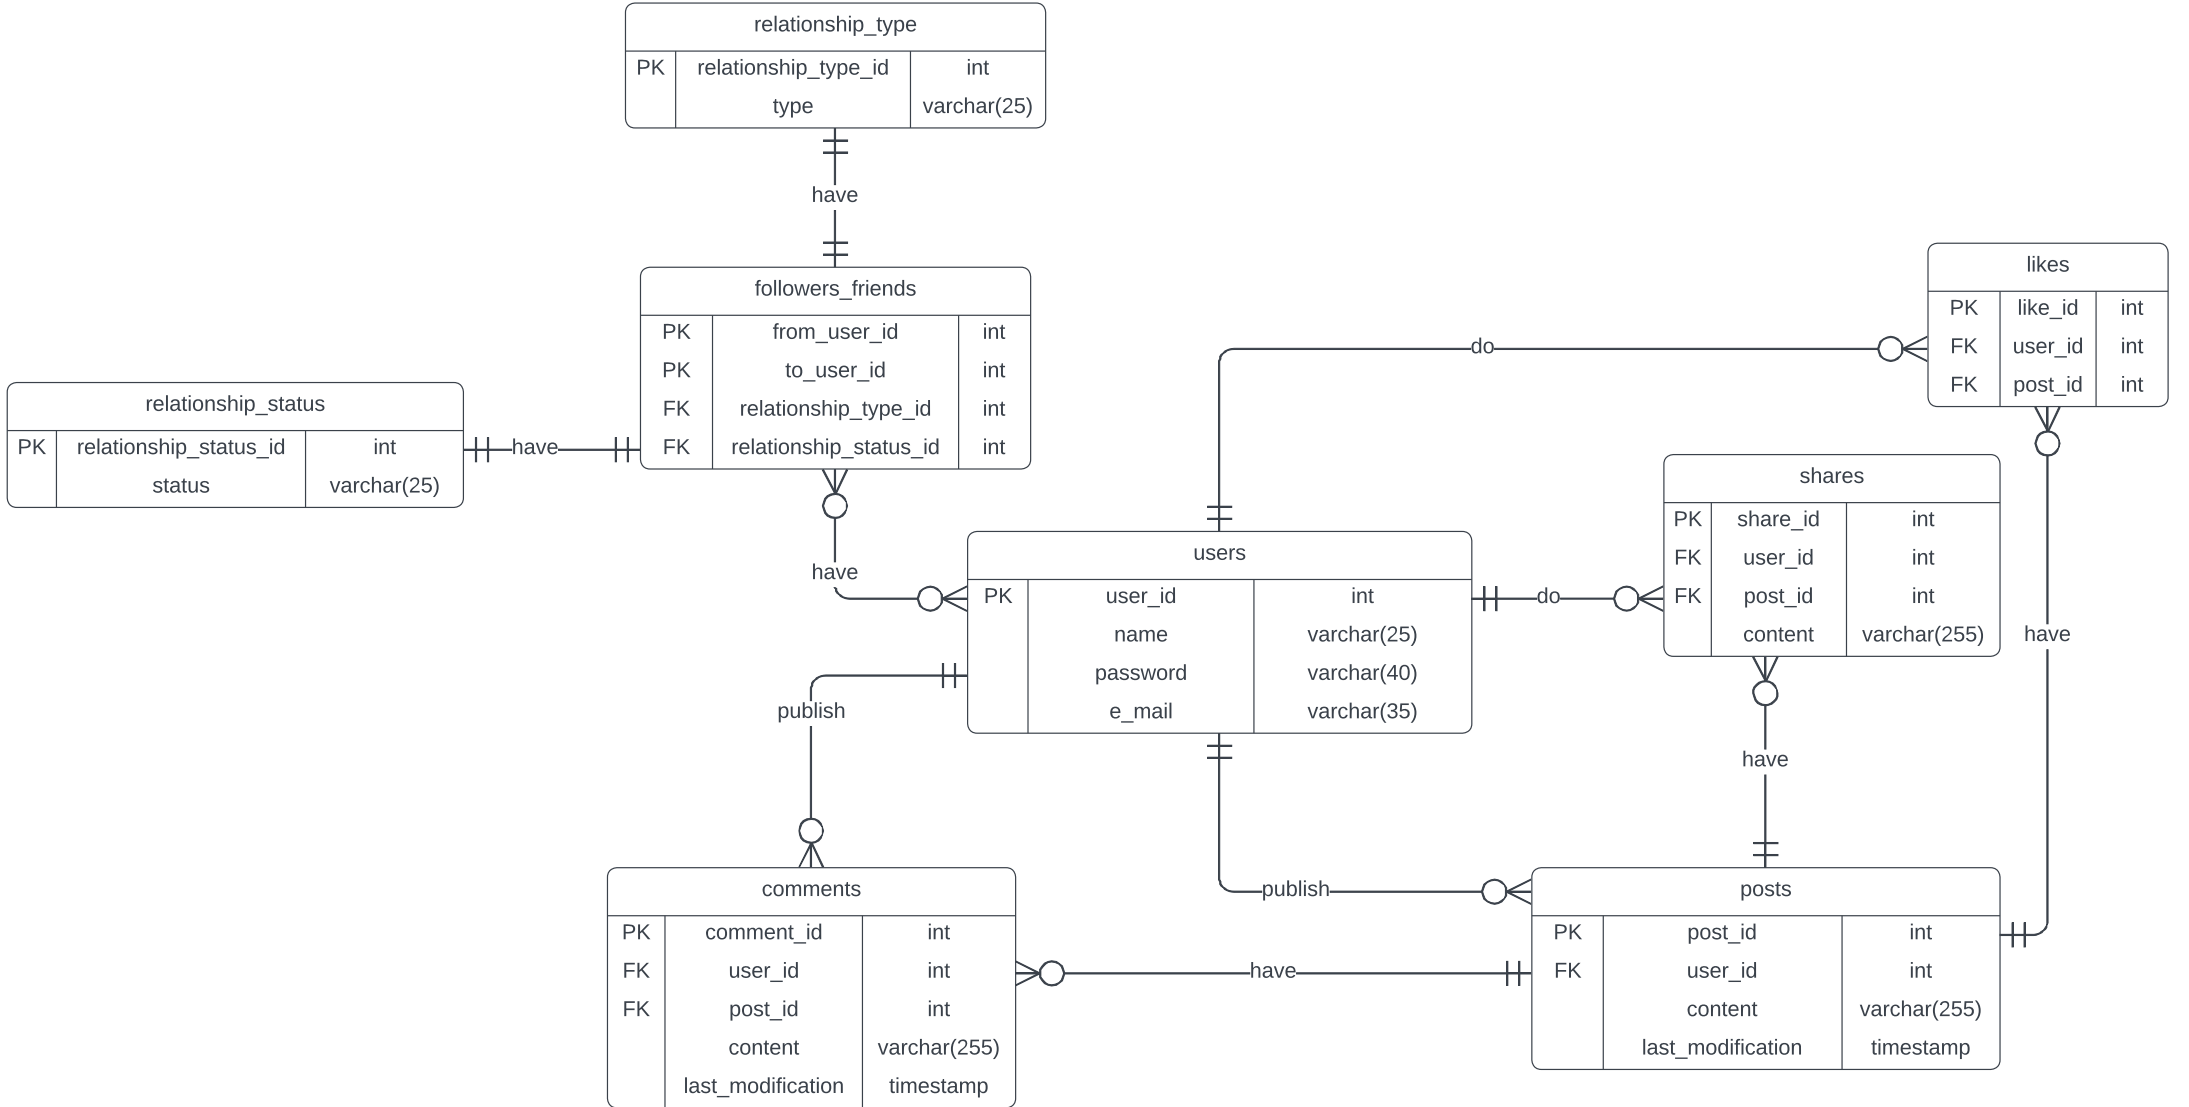 relationship_type
PK relationship_type_id int
type varchar(25)
have
followers_friends
PK from_user_id int
PK to_user_id int
FK relationship_type_id int
FK relationship_status_id int
relationship_status
PK relationship_status_id int
status varchar(25)
have
have
likes
PK like_id int
FK user_id int
FK post_id int
do
shares
PK share_id int
FK user_id int
FK post_id int
content varchar(255)
users
PK user_id int
name varchar(25)
password varchar(40)
e_mail varchar(35)
do
have
publish
have
publish
comments
PK comment_id int
FK user_id int
FK post_id int
content varchar(255)
last_modification timestamp
have
posts
PK post_id int
FK user_id int
content varchar(255)
last_modification timestamp